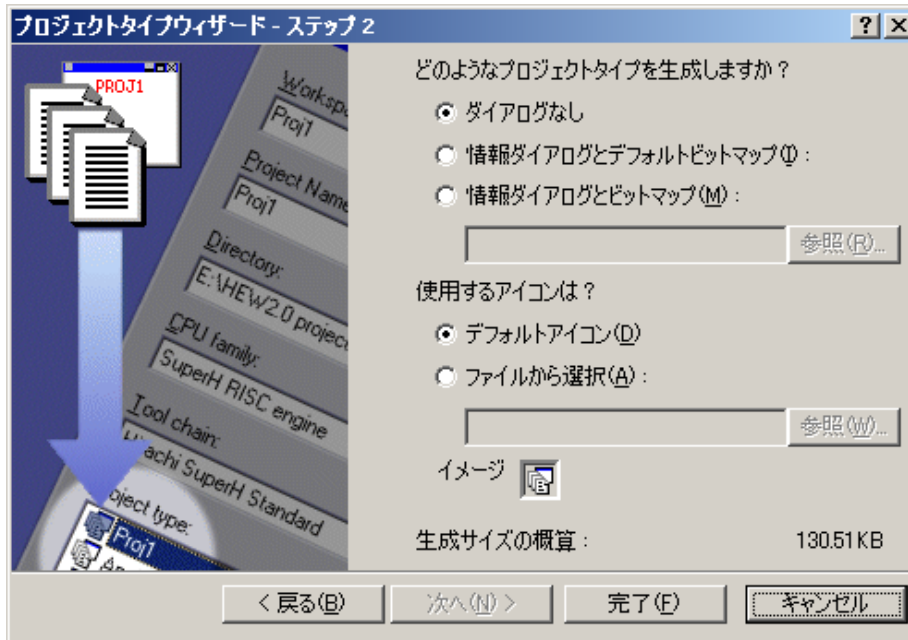 プロジェクトタイプウィザード - ステップ 2
PROJ1
Workspa
Proj1
Project Name
Proj1
Directory:
E:\HEW2.0 project
CPU family:
SuperH RISC engine
Tool chain:
Hitachi SuperH Standard
oject type:
Proj1
どのようなプロジェクトタイプを生成しますか?
ダイアログなし
情報ダイアログとデフォルトビットマップ(I):
情報ダイアログとビットマップ(M):
参照(R)...
使用するアイコンは?
デフォルトアイコン(D)
ファイルから選択(A):
参照(W)...
イメージ
生成サイズの概算: 130.51KB
< 戻る(B) 次へ(N) > 完了(F) キャンセル